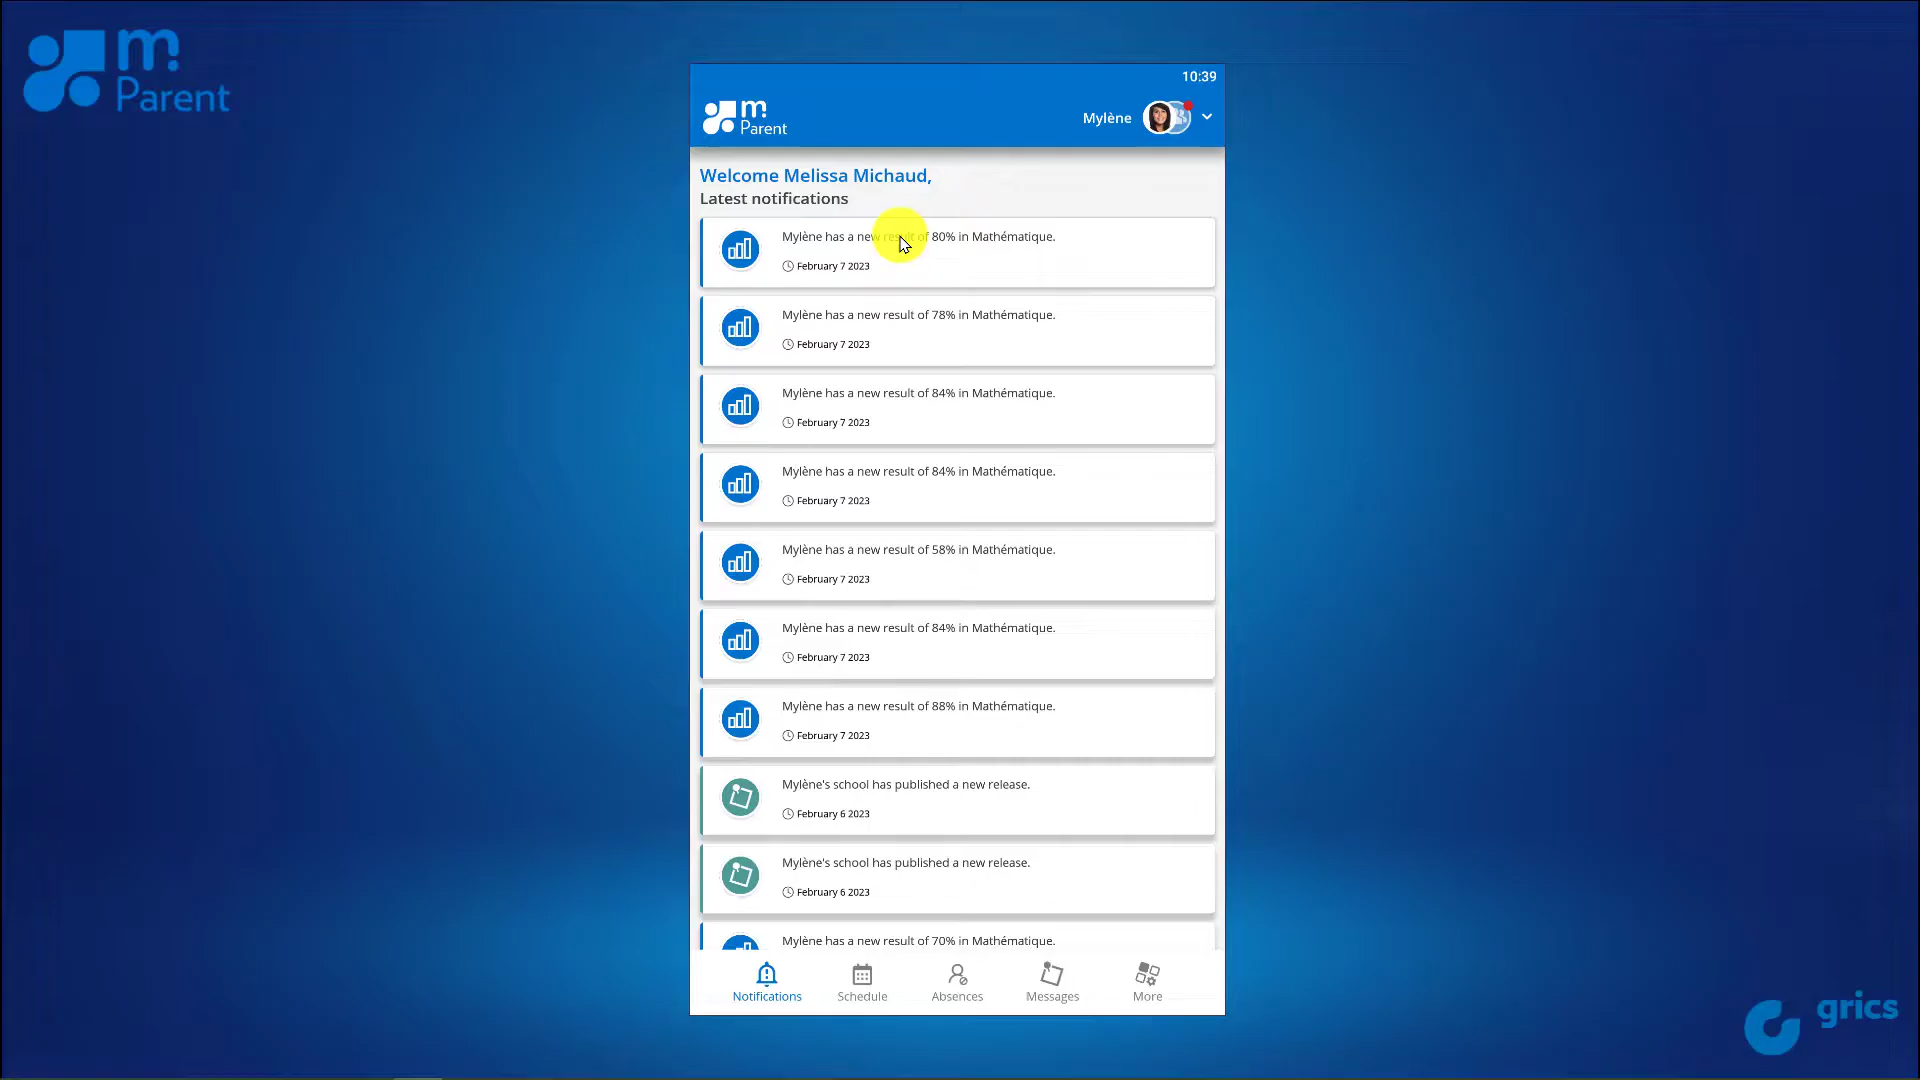 m.
Parent
10:39
m.
Parent
Mylène
Welcome Melissa Michaud,
Latest notifications
Mylène has a new result of 80% in Mathématique.
February 7 2023
Mylène has a new result of 78% in Mathématique.
February 7 2023
Mylène has a new result of 84% in Mathématique.
February 7 2023
Mylène has a new result of 84% in Mathématique.
February 7 2023
Mylène has a new result of 58% in Mathématique.
February 7 2023
Mylène has a new result of 84% in Mathématique.
February 7 2023
Mylène has a new result of 88% in Mathématique.
February 7 2023
Mylène's school has published a new release.
February 6 2023
Mylène's school has published a new release.
February 6 2023
Mylène has a new result of 70% in Mathématique.
Notifications Schedule Absences Messages More
grics